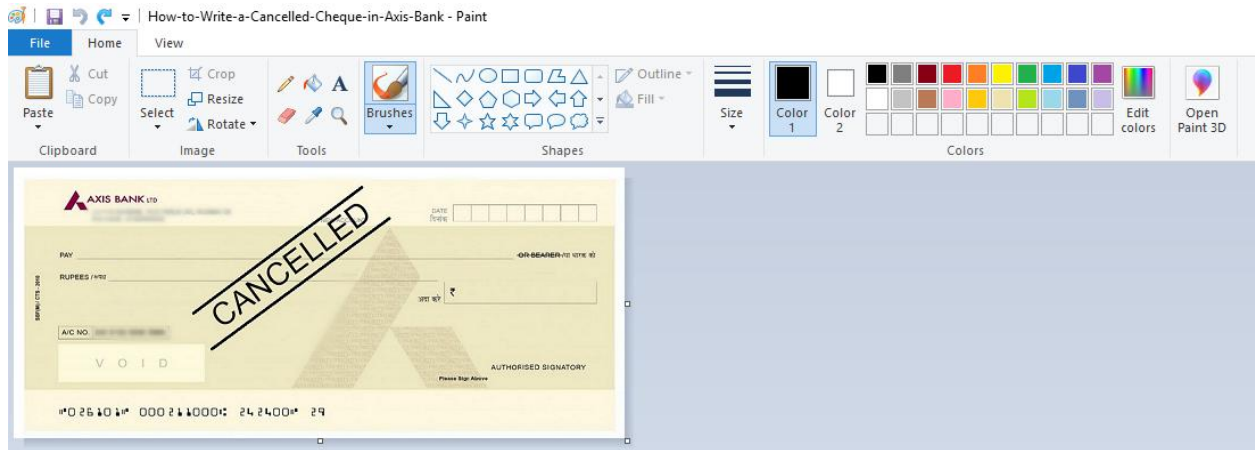 How-to-Write-a-Cancelled-Cheque-in-Axis-Bank - Paint
File Home View
Cut
Copy
Paste
Select
Crop
Resize
Rotate
A
Brushes
Outline
Fill
Size
Color 1
Color 2
Edit colors
Open Paint 3D
Clipboard Image Tools Shapes Colors
AXIS BANK LTD
DATE
दिनांक
CANCELLED
PAY OR BEARER या धारक को
RUPEES / रुपये
अदा करें ₹
A/C NO.
VOID
AUTHORISED SIGNATORY
Please Sign Above
⑈026101⑈ 000211000⑆ 242400⑈ 29